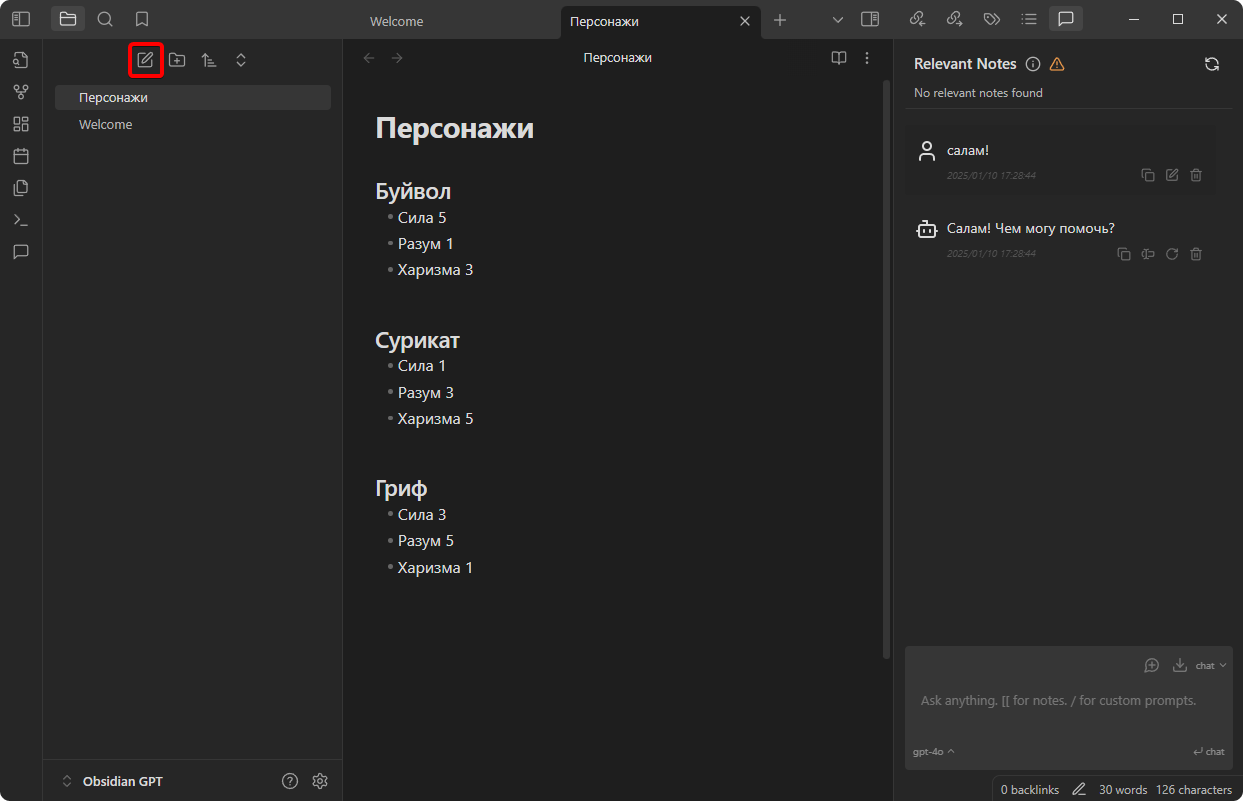 Welcome
Персонажи
Персонажи
Welcome
Obsidian GPT
Персонажи
Персонажи
Буйвол
Сила 5
Разум 1
Харизма 3
Сурикат
Сила 1
Разум 3
Харизма 5
Гриф
Сила 3
Разум 5
Харизма 1
Relevant Notes
No relevant notes found
салам!
2025/01/10 17:28:44
Салам! Чем могу помочь?
2025/01/10 17:28:44
chat
Ask anything. [[ for notes. / for custom prompts.
gpt-4o
chat
0 backlinks 30 words 126 characters